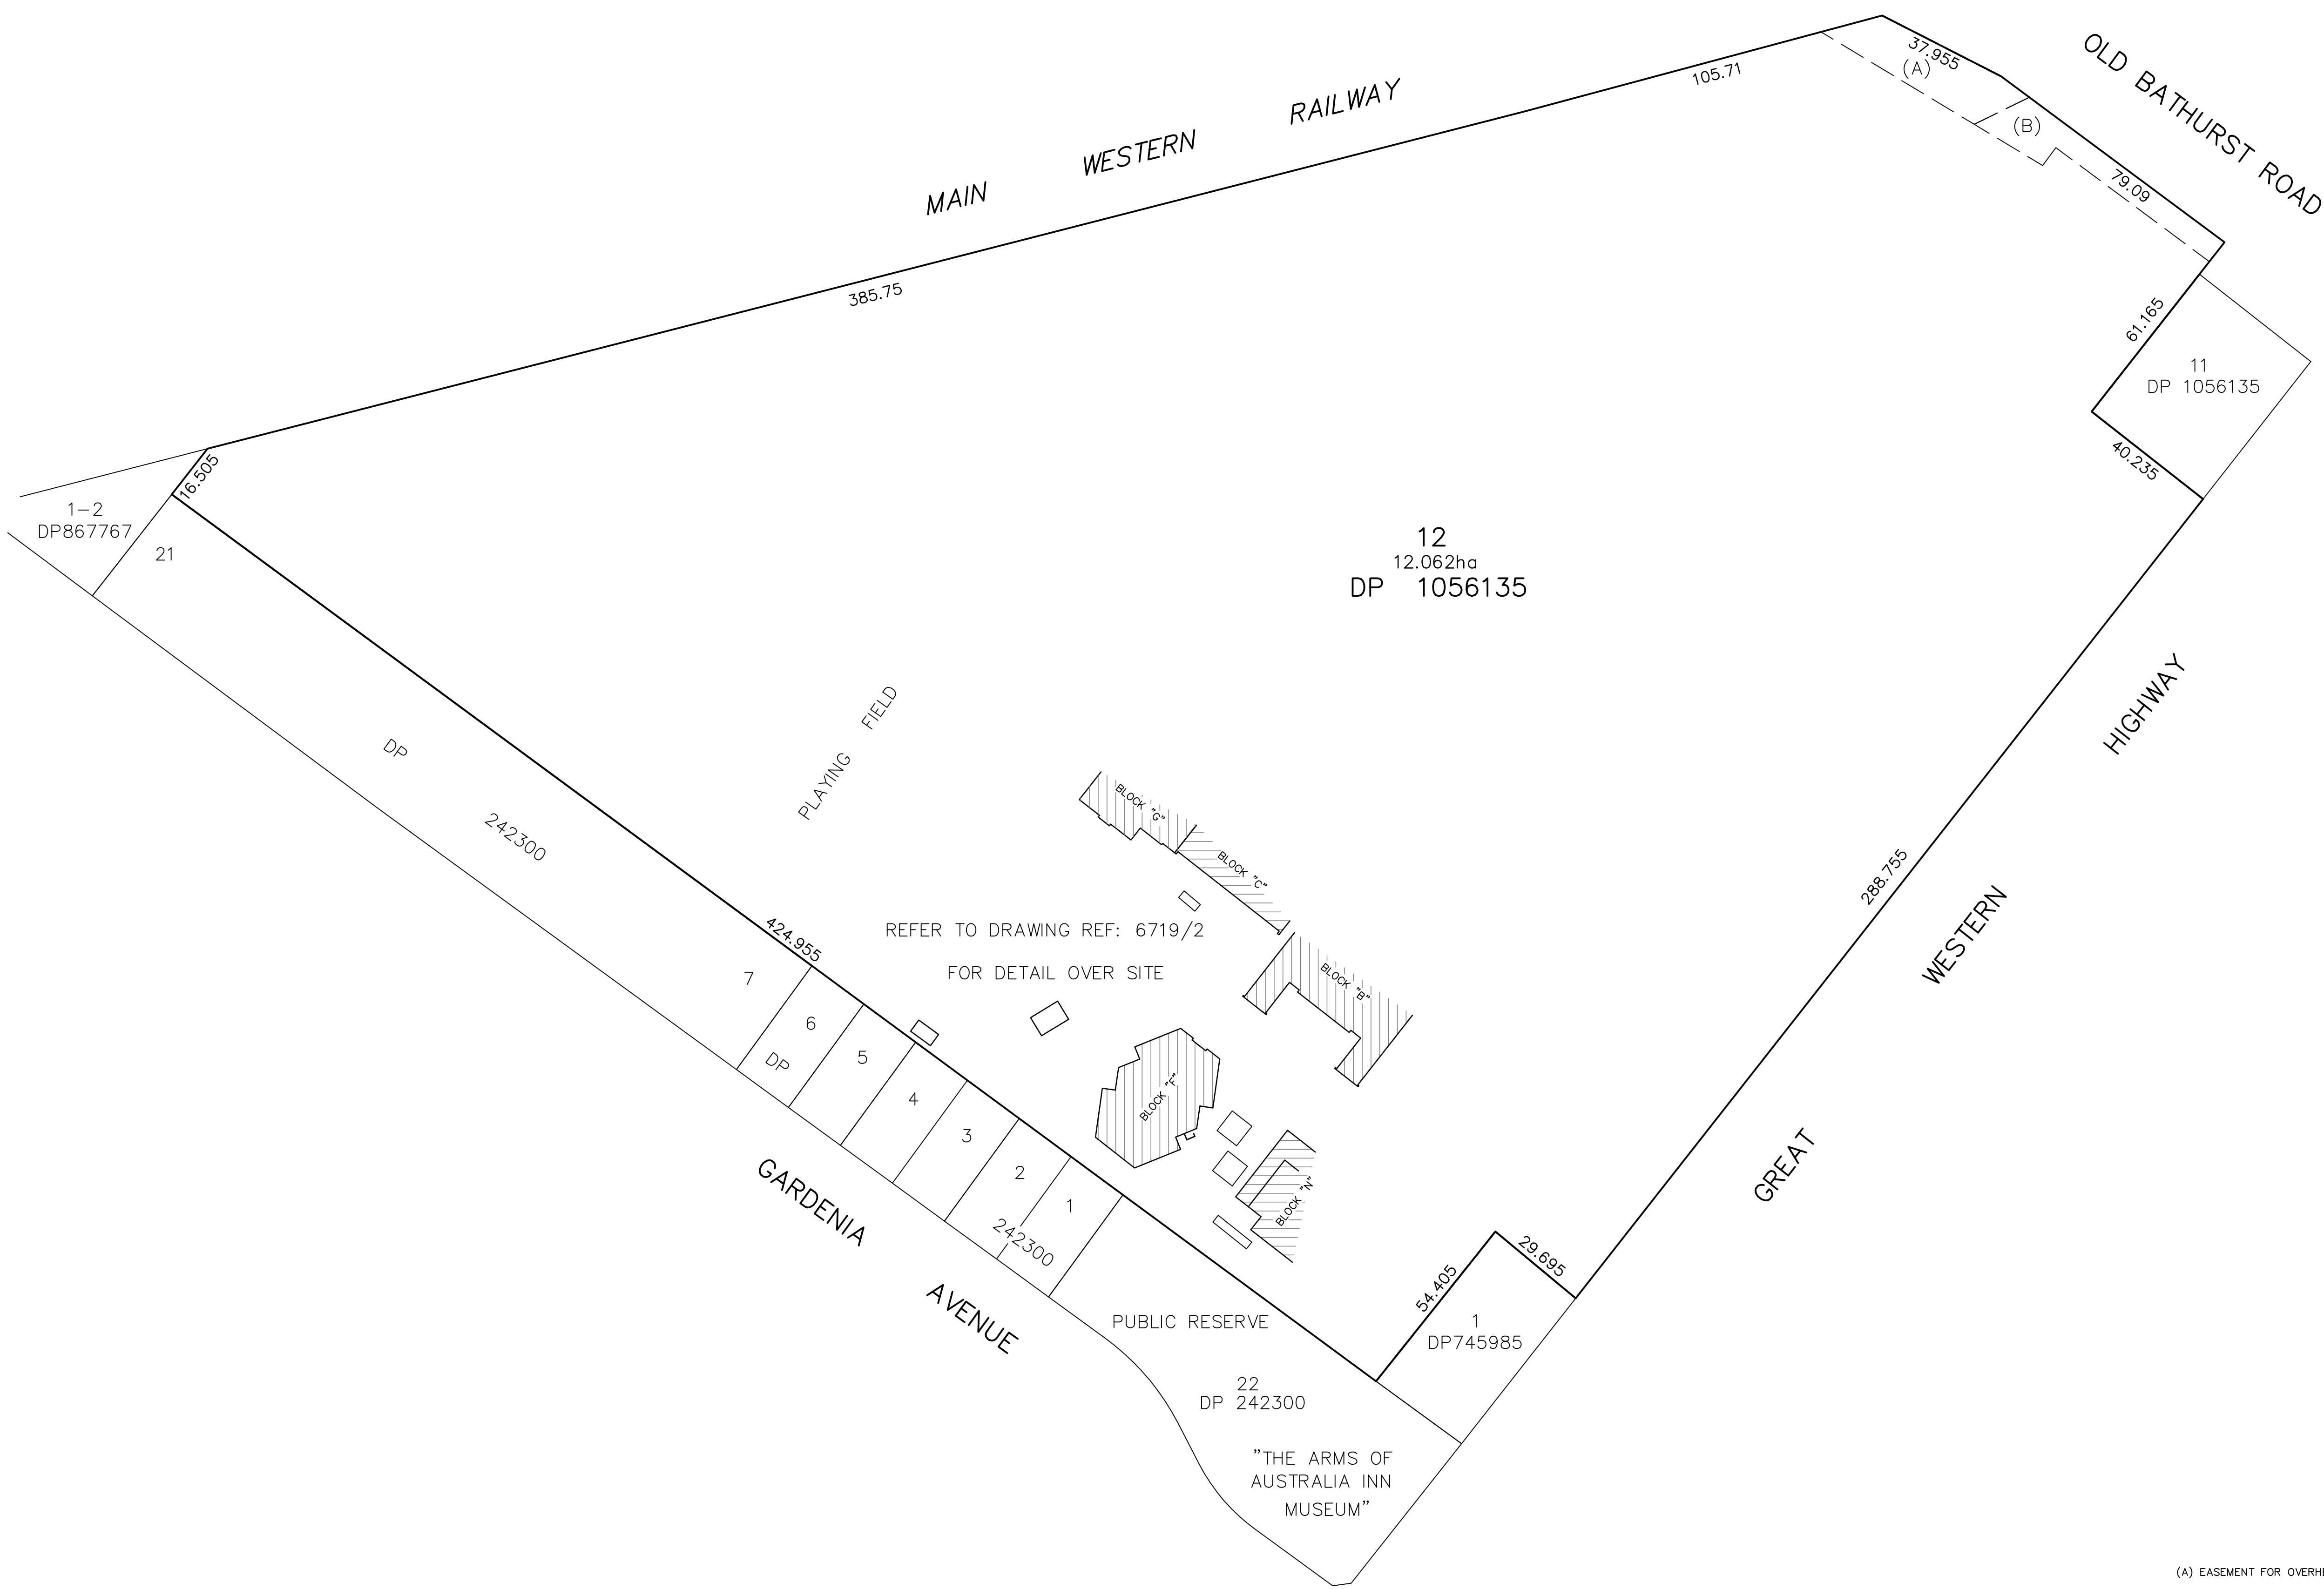 OLD BATHURST ROAD
37.955
(A)
105.71
(B)
MAIN WESTERN RAILWAY
79.09
385.75
61.165
11
DP 1056135
40.235
16.505
1-2
DP867767
21
12
12.062ha
DP 1056135
HIGHWAY
WESTERN
GREAT
PLAYING FIELD
DP
242300
BLOCK "G"
BLOCK "C"
288.755
424.955
REFER TO DRAWING REF: 6719/2
FOR DETAIL OVER SITE
BLOCK "B"
7
6
DP
5
4
3
2
1
242300
BLOCK "F"
BLOCK "N"
GARDENIA
AVENUE
29.695
54.405
1
DP745985
PUBLIC RESERVE
22
DP 242300
"THE ARMS OF
AUSTRALIA INN
MUSEUM"
(A) EASEMENT FOR